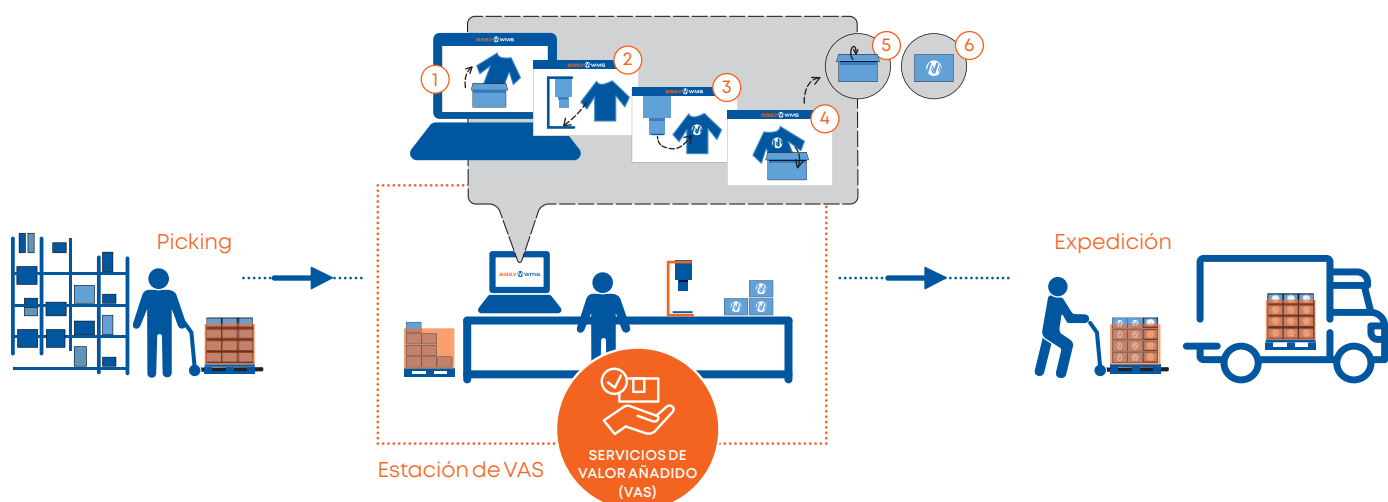 easy WMS
1
easy WMS
2
easy WMS
3
easy WMS
4
5
6
Picking
easy WMS
Expedición
Estación de VAS
SERVICIOS DE
VALOR AÑADIDO
(VAS)